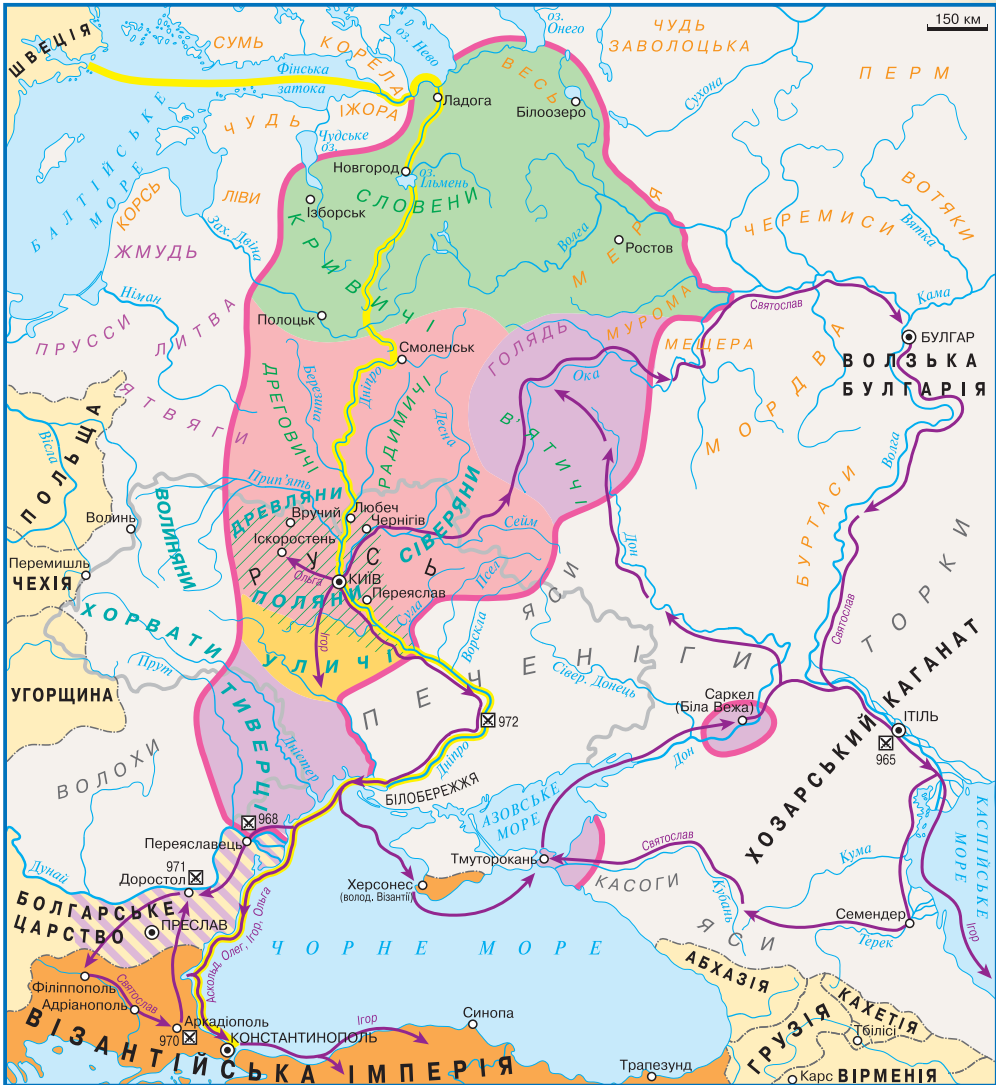 150 км
ШВЕЦІЯ
СУМЬ
КОРЕЛА
оз. Нево
оз.
Онего
ЧУДЬ
ЗАВОЛОЦЬКА
ПЕРМ
Фінська
затока
ВЕСЬ
Сухона
Ладога
Білоозеро
ІЖОРА
ЧУДЬ
Чудське
оз.
БАЛТІЙСЬКЕ
МОРЕ
Новгород
оз.
Ільмень
СЛОВЕНИ
КОРСЬ
ЛІВИ
Ізборськ
КРИВИЧІ
Зах. Двіна
ЖМУДЬ
Волга
Ростов
МЕРЯ
ЧЕРЕМИСИ
ВОТЯКИ
Вятка
Німан
Полоцьк
ПРУССИ
ЛИТВА
Святослав
Кама
МУРОМА
ГОЛЯДЬ
МЕЩЕРА
БУЛГАР
ВОЛЗЬКА
БУЛГАРІЯ
Смоленськ
Ока
ЯТВЯГИ
ДРЕГОВИЧІ
Березина
Дніпро
РАДИМИЧІ
Десна
В'ЯТИЧІ
МОРДВА
Волга
ПОЛЬЩА
Вісла
Прип'ять
ВОЛИНЯНИ
Волинь
ДРЕВЛЯНИ
Вручий
Любеч
Чернігів
СІВЕРЯНИ
Сейм
Іскоростень
РУСЬ
Дон
БУРТАСИ
ТОРКИ
Перемишль
ЧЕХІЯ
Ольга
КИЇВ
ПОЛЯНИ
Переяслав
Псел
Сула
ЯСИ
Святослав
ХОРВАТИ
Ігор
УЛИЧІ
Ворскла
Прут
ПЕЧЕНІГИ
Сівер. Донець
УГОРЩИНА
ТИВЕРЦІ
Дністер
972
Саркел
(Біла Вежа)
ІТІЛЬ
965
ХОЗАРСЬКИЙ КАГАНАТ
ВОЛОХИ
Дніпро
Дон
БІЛОБЕРЕЖЖЯ
АЗОВСЬКЕ
МОРЕ
КАСПІЙСЬКЕ
МОРЕ
968
Переяславець
Святослав
Кума
971
Доростол
Дунай
Тмуторокань
КАСОГИ
Херсонес
(волод. Візантії)
Кубань
Семендер
БОЛГАРСЬКЕ
ЦАРСТВО
ПРЕСЛАВ
Аскольд, Олег, Ігор, Ольга
ЧОРНЕ МОРЕ
ЯСИ
Терек
Ігор
Філіппополь
Святослав
Адріанополь
АБХАЗІЯ
Аркадіополь
970
КОНСТАНТИНОПОЛЬ
Ігор
Синопа
КАХЕТІЯ
ГРУЗІЯ
Тбілісі
ВІЗАНТІЙСЬКА ІМПЕРІЯ
Трапезунд
Карс
ВІРМЕНІЯ